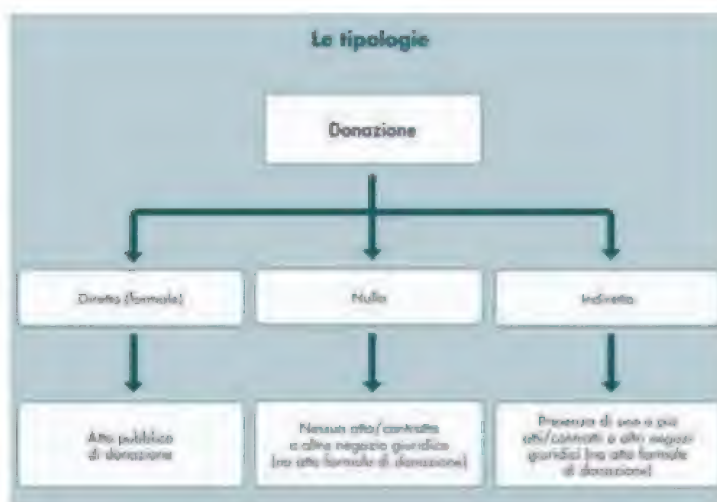 Le tipologie
Donazione
Diretta (formale)
Nulla
Indiretta
Atto pubblico
di donazione
Nessun atto/contratto
o altro negozio giuridico
(no atto formale di donazione)
Presenza di uno o più
atti/contratti o altri negozi
giuridici (no atto formale
di donazione)